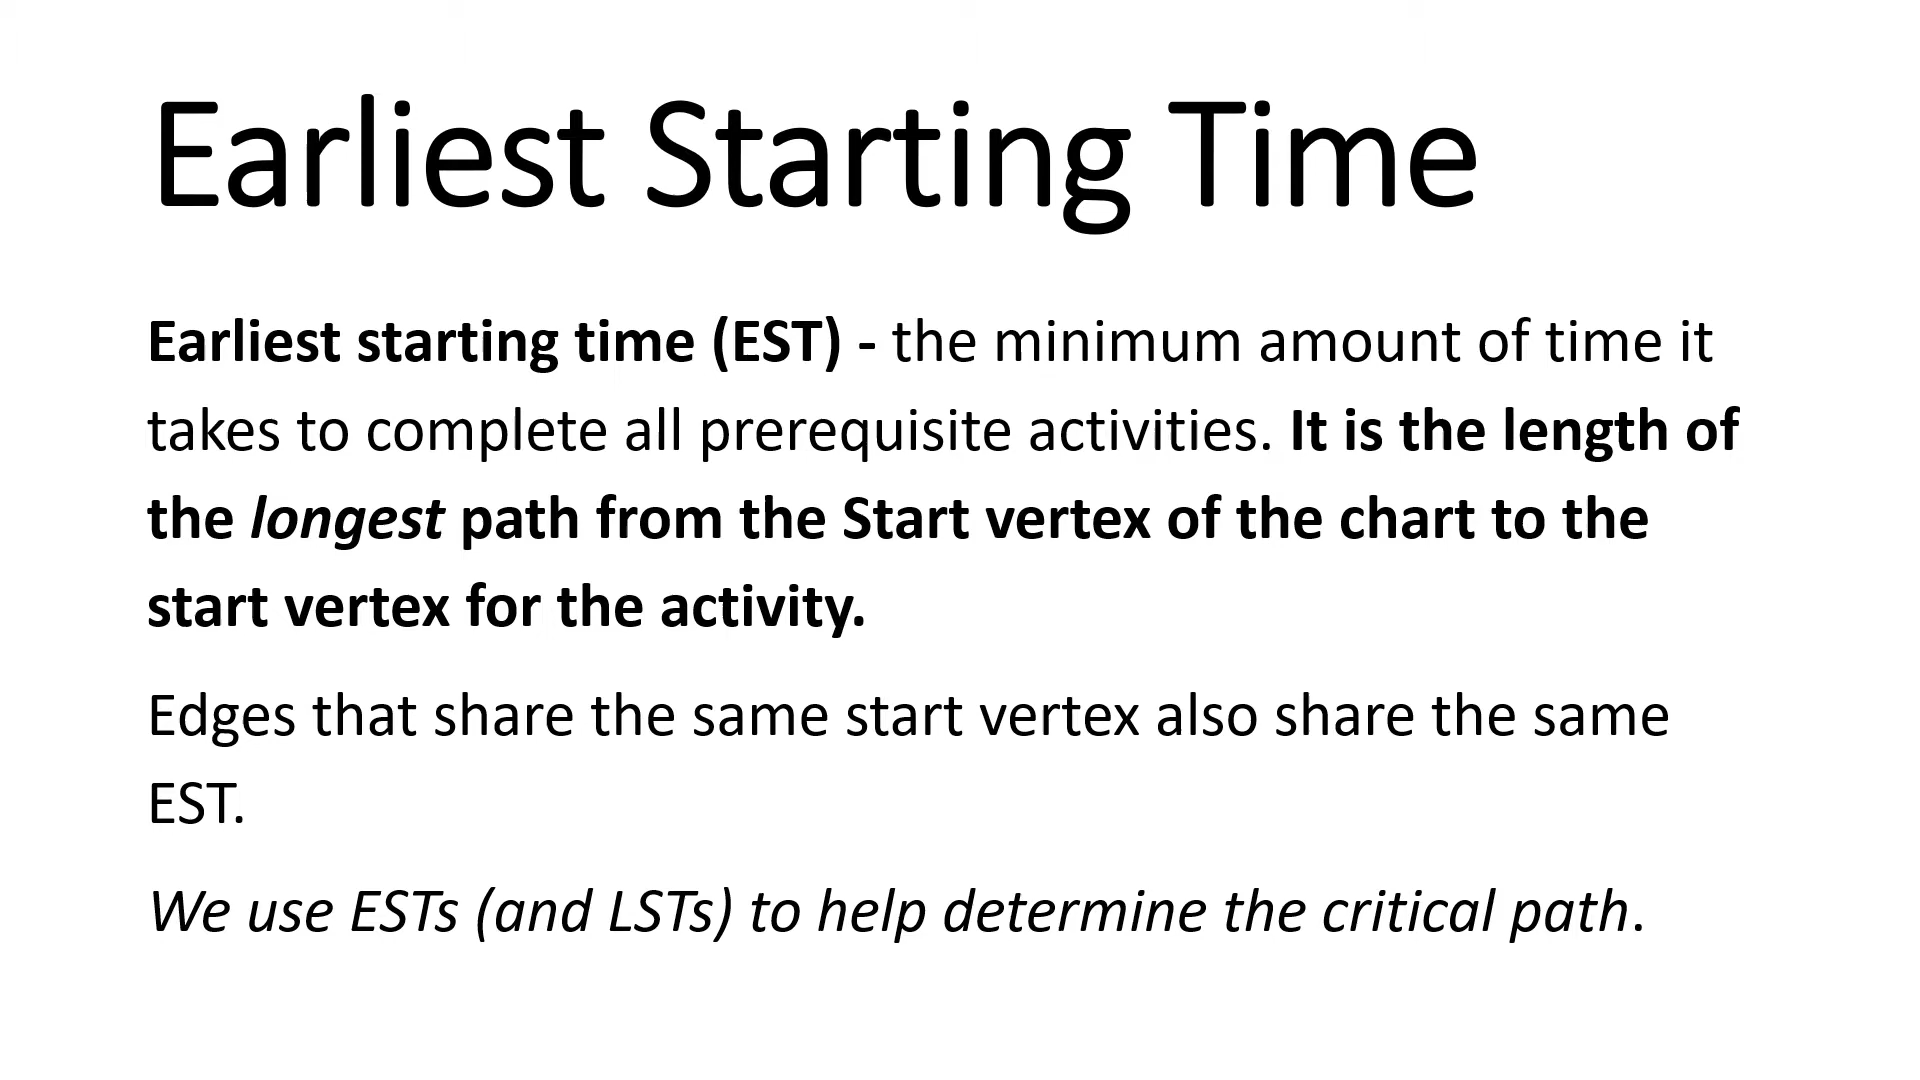 Earliest Starting Time
Earliest starting time (EST) - the minimum amount of time it
takes to complete all prerequisite activities. It is the length of
the longest path from the Start vertex of the chart to the
start vertex for the activity.
Edges that share the same start vertex also share the same
EST.
We use ESTs (and LSTs) to help determine the critical path.